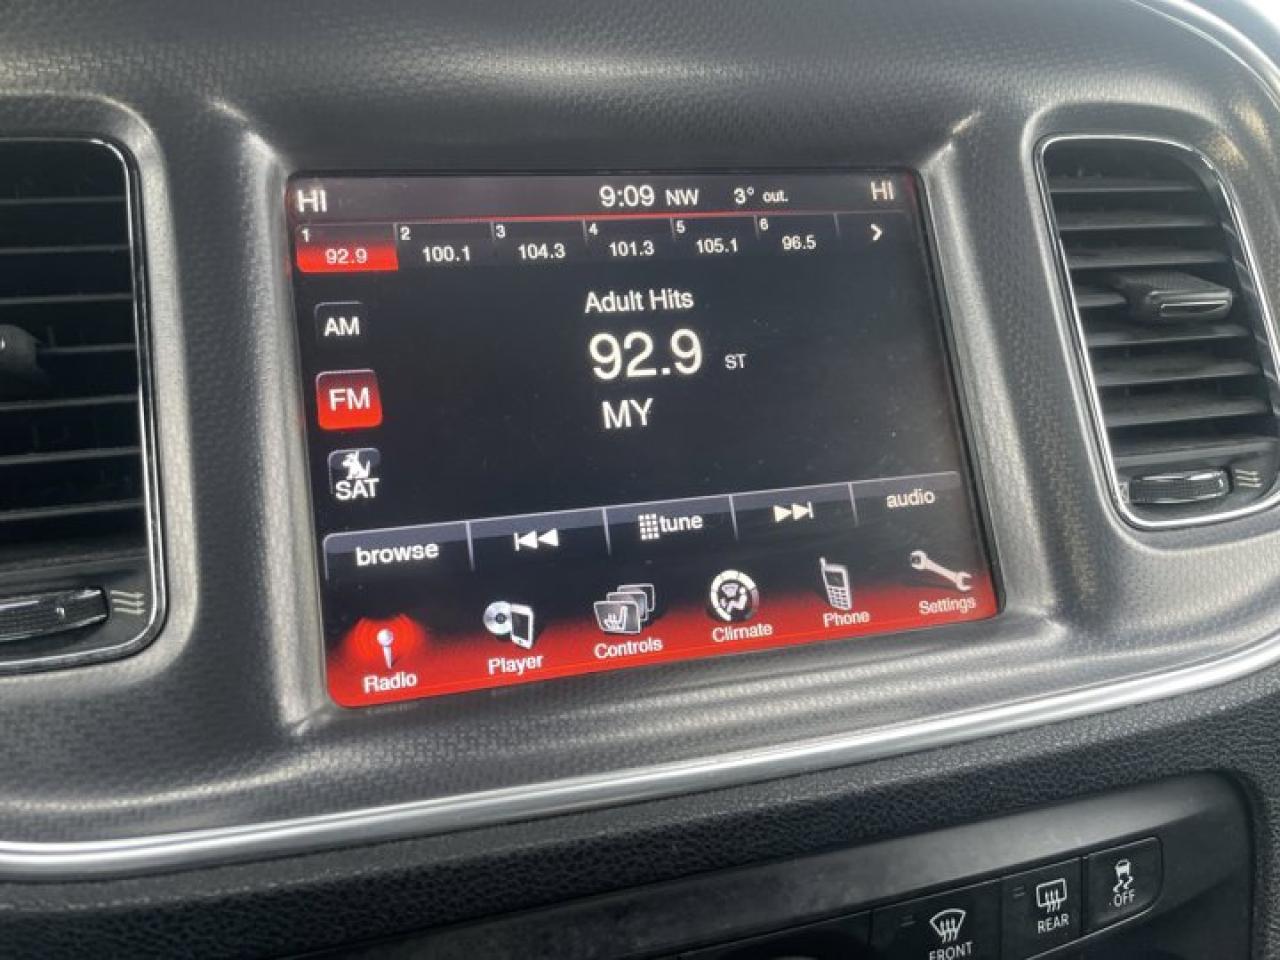 HI 9:09 NW 3° out. HI
1 92.9 2 100.1 3 104.3 4 101.3 5 105.1 6 96.5
Adult Hits
AM
92.9 ST
FM
MY
SAT
browse tune audio
Radio Player Controls Climate Phone Settings
FRONT REAR OFF